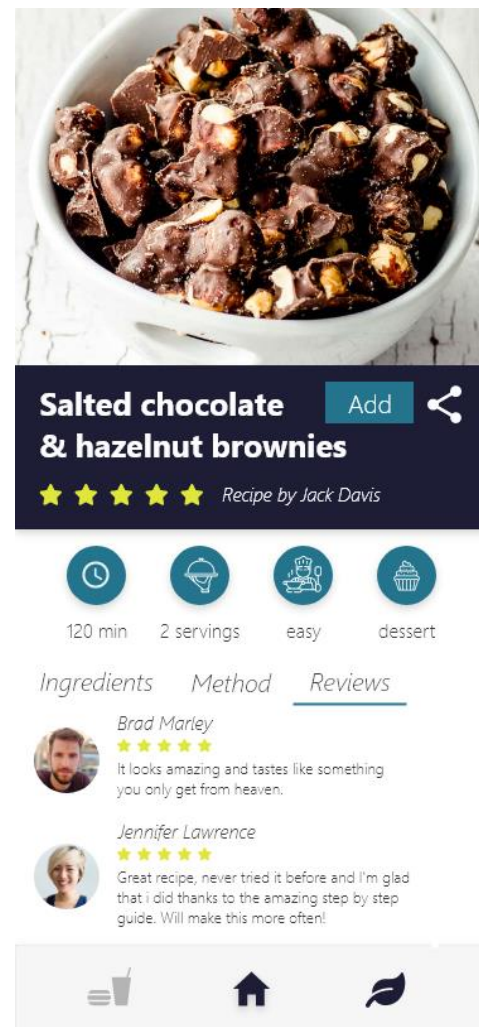 Salted chocolate
& hazelnut brownies
Add
Recipe by Jack Davis
120 min
2 servings
easy
dessert
Ingredients
Method
Reviews
Brad Marley
It looks amazing and tastes like something
you only get from heaven.
Jennifer Lawrence
Great recipe, never tried it before and I'm glad
that i did thanks to the amazing step by step
guide. Will make this more often!